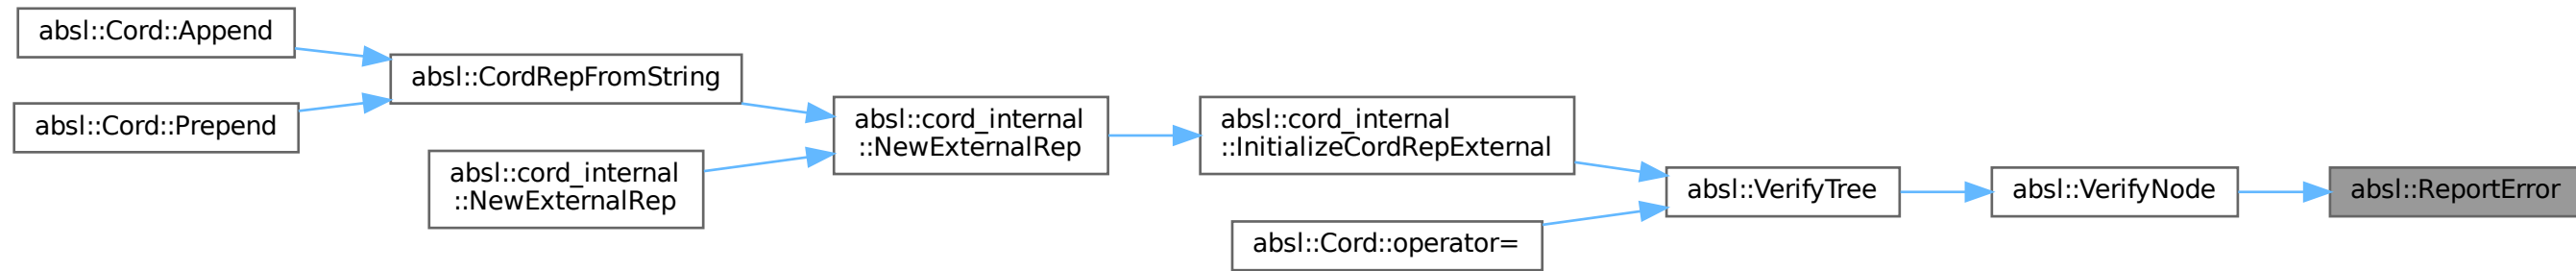 absl::Cord::Append
absl::Cord::Prepend
absl::CordRepFromString
absl::cord_internal
::NewExternalRep
absl::cord_internal
::NewExternalRep
absl::cord_internal
::InitializeCordRepExternal
absl::Cord::operator=
absl::VerifyTree
absl::VerifyNode
absl::ReportError